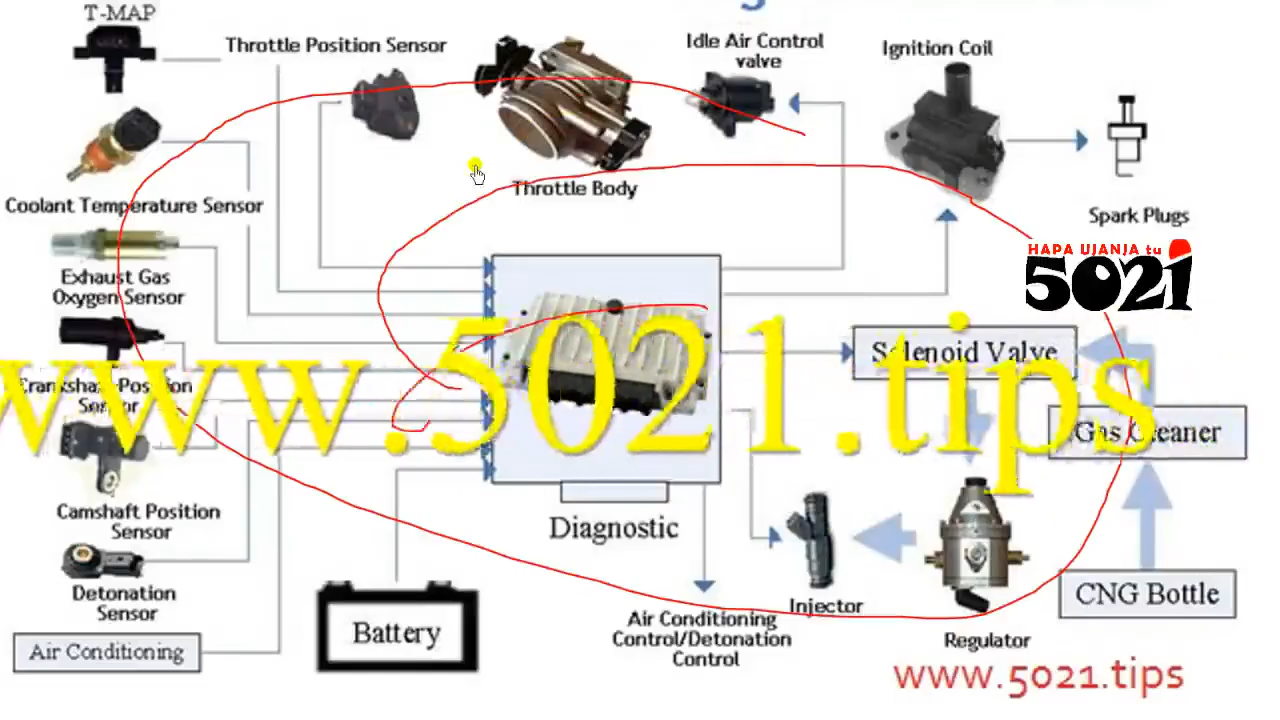 T-MAP
Throttle Position Sensor
Idle Air Control
valve
Ignition Coil
Throttle Body
Coolant Temperature Sensor
Spark Plugs
HAPA UJANJA tu
5021
Exhaust Gas
Oxygen Sensor
Crankshaft Position
Sensor
www.5021.tips
Solenoid Valve
Gas Cleaner
Camshaft Position
Sensor
Diagnostic
Detonation
Sensor
Air Conditioning
Battery
Air Conditioning
Control/Detonation
Control
Injector
Regulator
CNG Bottle
www.5021.tips